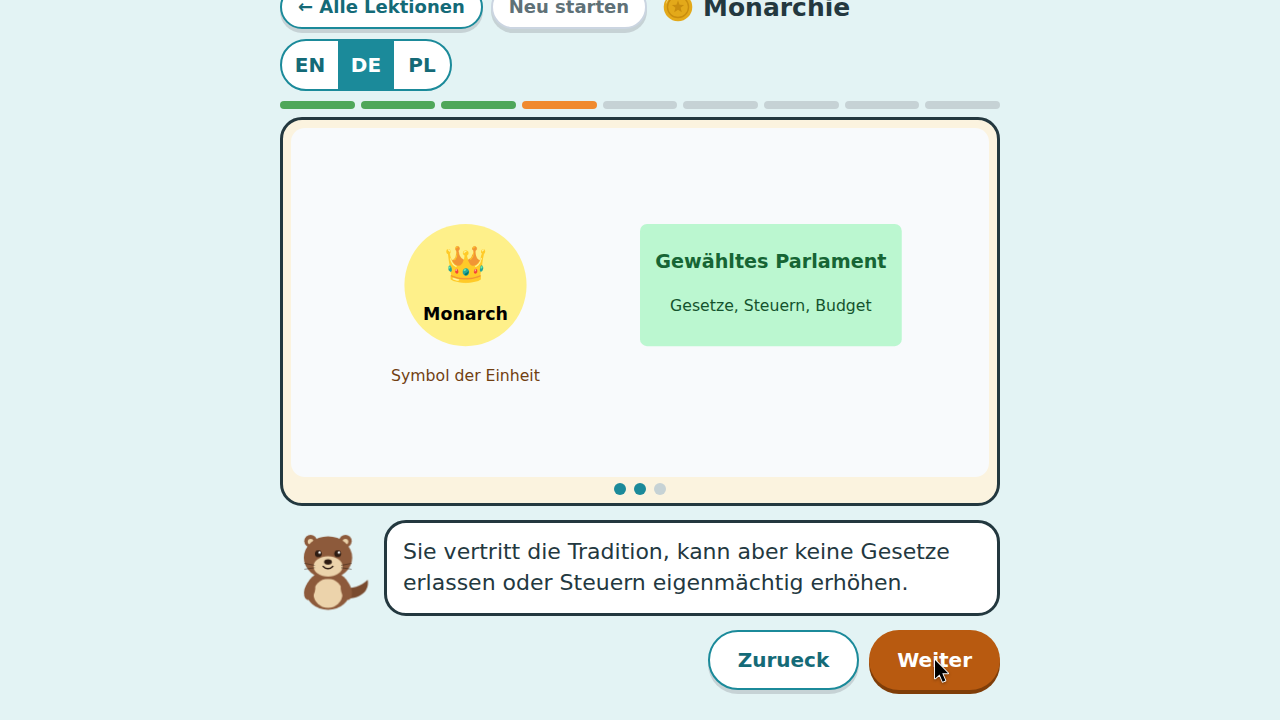 ← Alle Lektionen
Neu starten
Monarchie
EN DE PL
Monarch
Symbol der Einheit
Gewähltes Parlament
Gesetze, Steuern, Budget
Sie vertritt die Tradition, kann aber keine Gesetze
erlassen oder Steuern eigenmächtig erhöhen.
Zurueck
Weiter